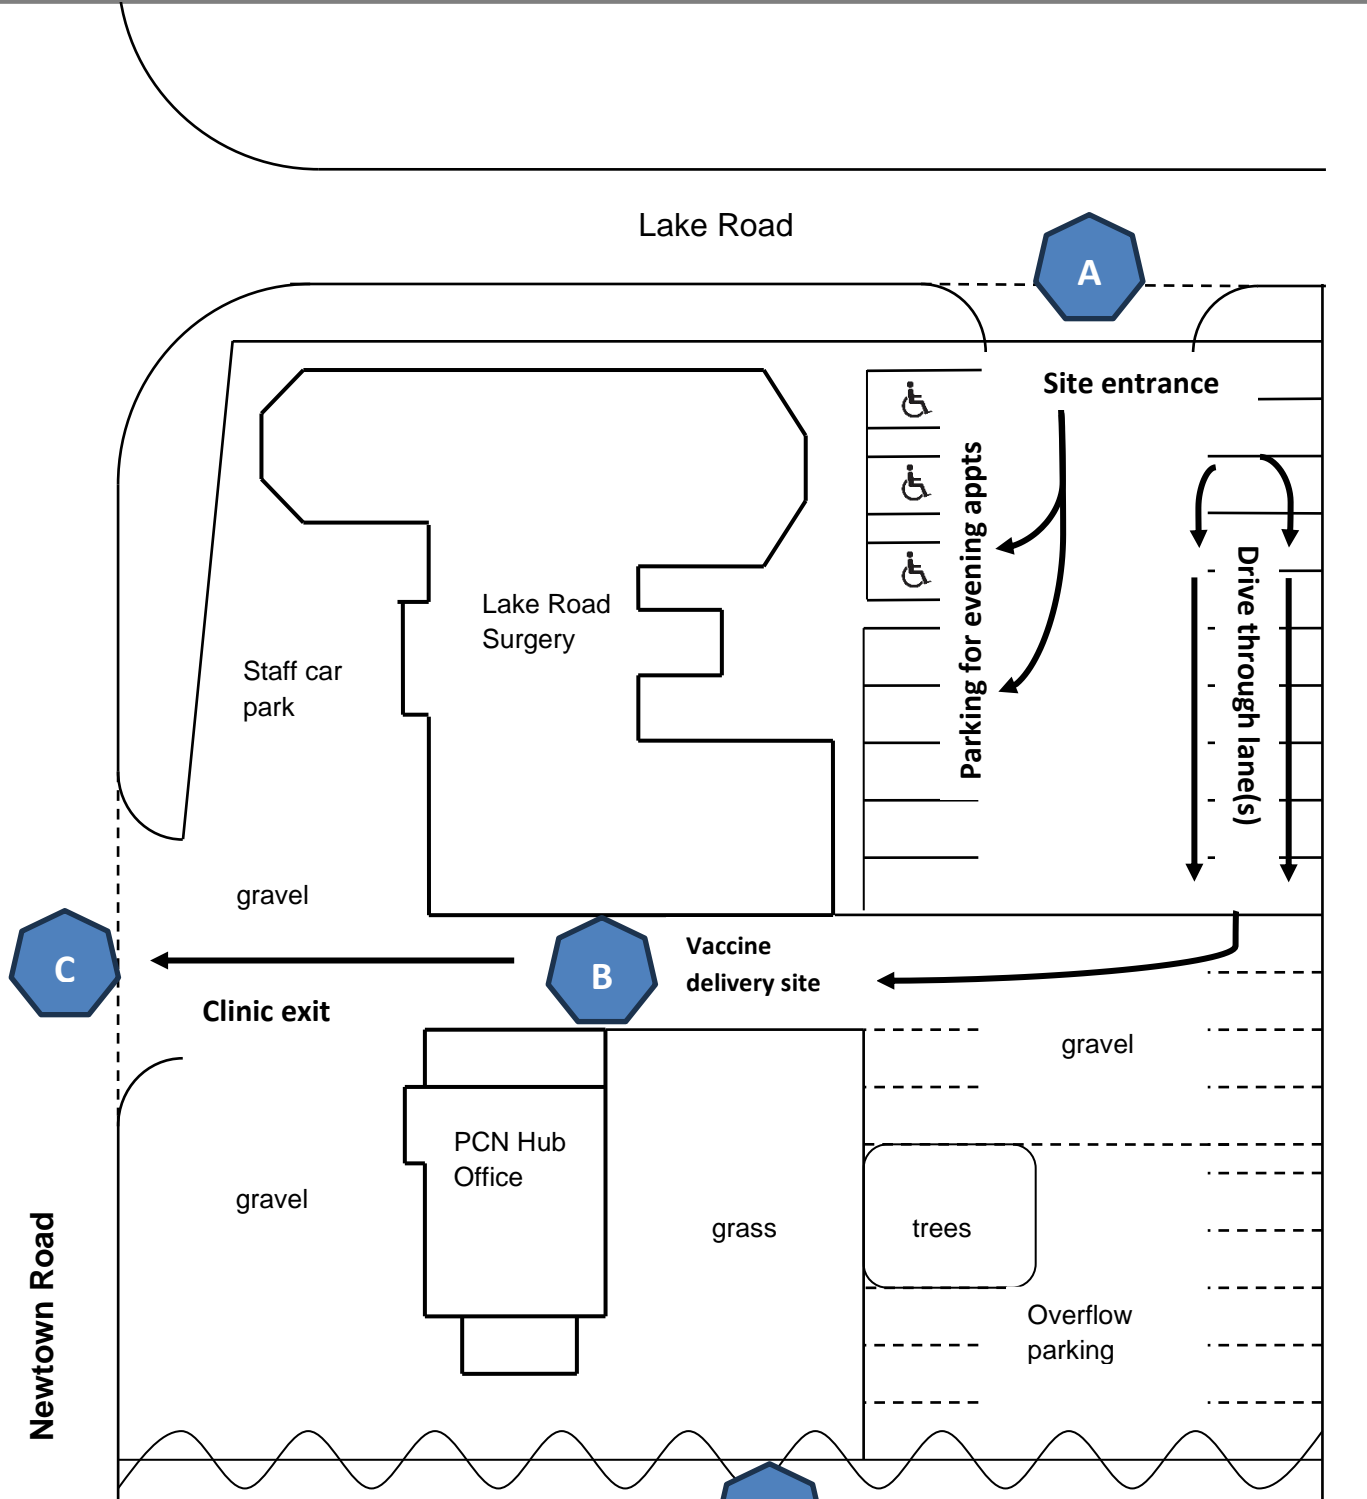 Lake Road
A
Site entrance
Parking for evening appts
Drive through lane(s)
Lake Road
Surgery
Staff car
park
gravel
C
B
Vaccine
delivery site
Clinic exit
gravel
PCN Hub
Office
gravel
grass
trees
Overflow
parking
Newtown Road